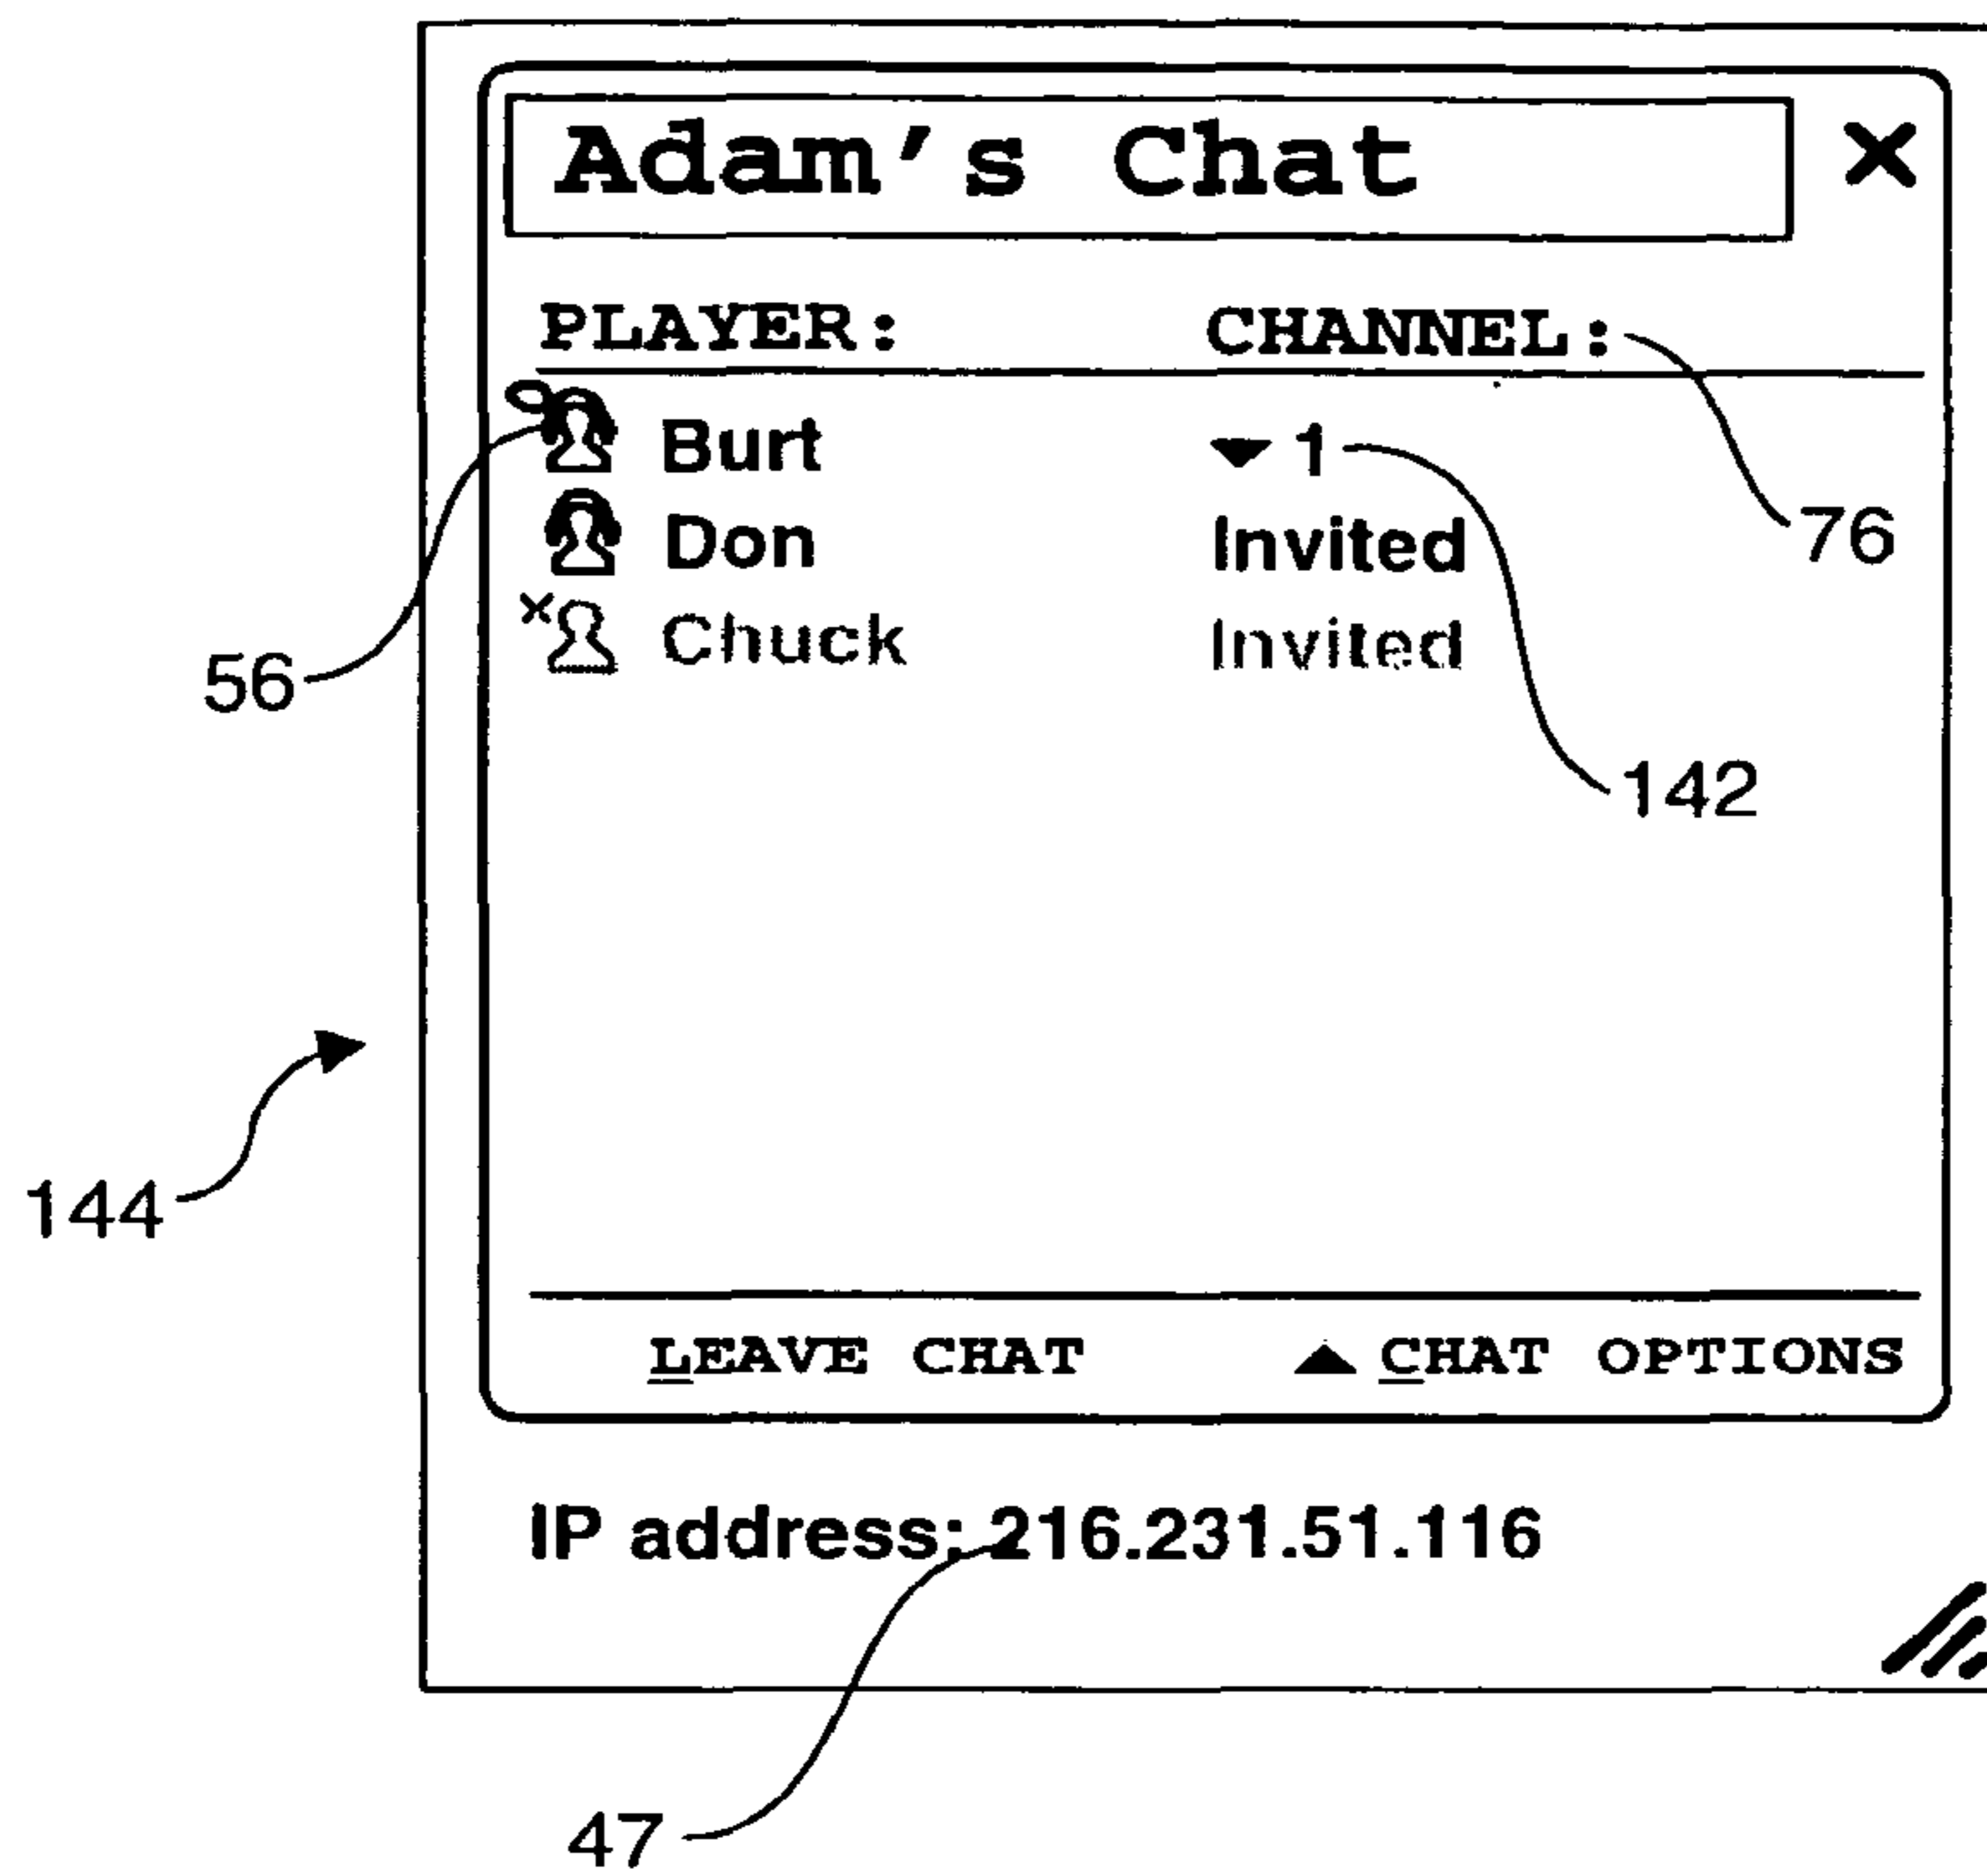 Adam's Chat ×
PLAYER: CHANNEL:
Burt ▼ 1
Don Invited
76
Chuck Invited
56
142
144
LEAVE CHAT ▲ CHAT OPTIONS
IP address: 216.231.51.116
47